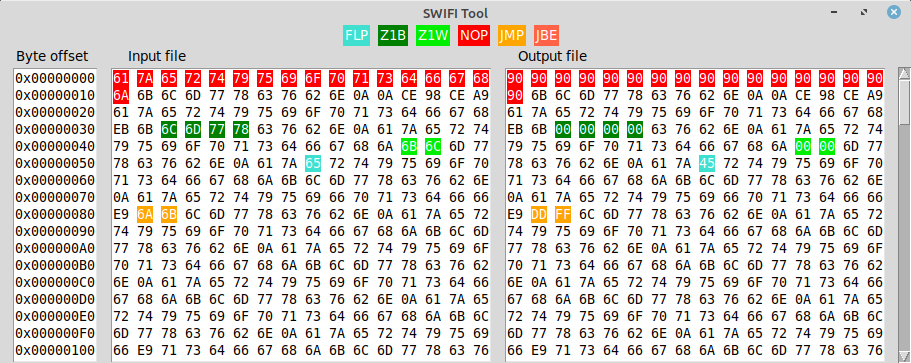 SWIFI Tool
FLP Z1B Z1W NOP JMP JBE
Byte offset Input file Output file
0x00000000 61 7A 65 72 74 79 75 69 6F 70 71 73 64 66 67 68 90 90 90 90 90 90 90 90 90 90 90 90 90 90 90 90
0x00000010 6A 6B 6C 6D 77 78 63 76 62 6E 0A 0A CE 98 CE A9 90 6B 6C 6D 77 78 63 76 62 6E 0A 0A CE 98 CE A9
0x00000020 61 7A 65 72 74 79 75 69 6F 70 71 73 64 66 67 68 61 7A 65 72 74 79 75 69 6F 70 71 73 64 66 67 68
0x00000030 EB 6B 6C 6D 77 78 63 76 62 6E 0A 61 7A 65 72 74 EB 6B 00 00 00 00 63 76 62 6E 0A 61 7A 65 72 74
0x00000040 79 75 69 6F 70 71 73 64 66 67 68 6A 6B 6C 6D 77 79 75 69 6F 70 71 73 64 66 67 68 6A 00 00 6D 77
0x00000050 78 63 76 62 6E 0A 61 7A 65 72 74 79 75 69 6F 70 78 63 76 62 6E 0A 61 7A 45 72 74 79 75 69 6F 70
0x00000060 71 73 64 66 67 68 6A 6B 6C 6D 77 78 63 76 62 6E 71 73 64 66 67 68 6A 6B 6C 6D 77 78 63 76 62 6E
0x00000070 0A 61 7A 65 72 74 79 75 69 66 70 71 73 64 66 66 0A 61 7A 65 72 74 79 75 69 66 70 71 73 64 66 66
0x00000080 E9 6A 6B 6C 6D 77 78 63 76 62 6E 0A 61 7A 65 72 E9 DD FF 6C 6D 77 78 63 76 62 6E 0A 61 7A 65 72
0x00000090 74 79 75 69 6F 70 71 73 64 66 67 68 6A 6B 6C 6D 74 79 75 69 6F 70 71 73 64 66 67 68 6A 6B 6C 6D
0x000000A0 77 78 63 76 62 6E 0A 61 7A 65 72 74 79 75 69 6F 77 78 63 76 62 6E 0A 61 7A 65 72 74 79 75 69 6F
0x000000B0 70 71 73 64 66 67 68 6A 6B 6C 6D 77 78 63 76 62 70 71 73 64 66 67 68 6A 6B 6C 6D 77 78 63 76 62
0x000000C0 6E 0A 61 7A 65 72 74 79 75 69 6F 70 71 73 64 66 6E 0A 61 7A 65 72 74 79 75 69 6F 70 71 73 64 66
0x000000D0 67 68 6A 6B 6C 6D 77 78 63 76 62 6E 0A 61 7A 65 67 68 6A 6B 6C 6D 77 78 63 76 62 6E 0A 61 7A 65
0x000000E0 72 74 79 75 69 6F 70 71 73 64 66 67 68 6A 6B 6C 72 74 79 75 69 6F 70 71 73 64 66 67 68 6A 6B 6C
0x000000F0 6D 77 78 63 76 62 6E 0A 61 7A 65 72 74 79 75 69 6D 77 78 63 76 62 6E 0A 61 7A 65 72 74 79 75 69
0x00000100 66 E9 71 73 64 66 67 68 6A 6B 6C 6D 77 78 63 76 66 E9 71 73 64 66 67 68 6A 6B 6C 6D 77 78 63 76